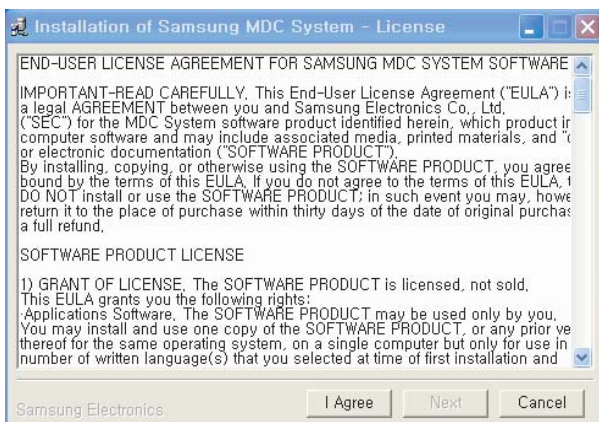 Installation of Samsung MDC System - License
END-USER LICENSE AGREEMENT FOR SAMSUNG MDC SYSTEM SOFTWARE
IMPORTANT-READ CAREFULLY, This End-User License Agreement ("EULA") i
a legal AGREEMENT between you and Samsung Electronics Co,, Ltd,
("SEC") for the MDC System software product identified herein, which product ir
computer software and may include associated media, printed materials, and "o
or electronic documentation ("SOFTWARE PRODUCT"),
By installing, copying, or otherwise using the SOFTWARE PRODUCT, you agree
bound by the terms of this EULA, If you do not agree to the terms of this EULA, t
DO NOT install or use the SOFTWARE PRODUCT; in such event you may, howe
return it to the place of purchase within thirty days of the date of original purchas
a full refund,
SOFTWARE PRODUCT LICENSE
1) GRANT OF LICENSE, The SOFTWARE PRODUCT is licensed, not sold,
This EULA grants you the following rights:
·Applications Software, The SOFTWARE PRODUCT may be used only by you,
You may install and use one copy of the SOFTWARE PRODUCT, or any prior ve
thereof for the same operating system, on a single computer but only for use in
number of written language(s) that you selected at time of first installation and
Samsung Electronics
I Agree
Next
Cancel